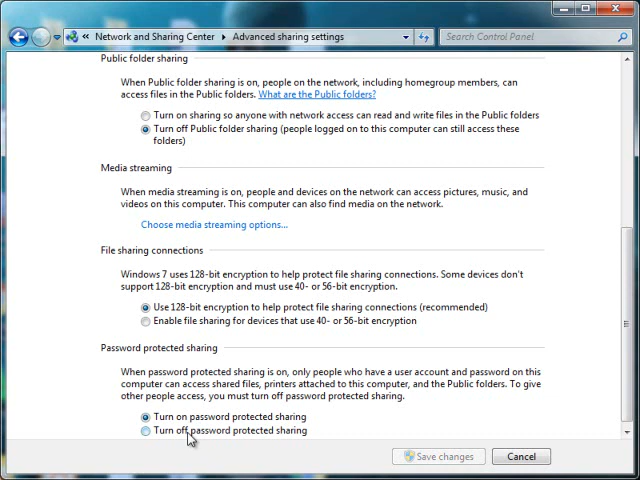 « Network and Sharing Center ▸ Advanced sharing settings
Search Control Panel
Public folder sharing
When Public folder sharing is on, people on the network, including homegroup members, can
access files in the Public folders. What are the Public folders?
Turn on sharing so anyone with network access can read and write files in the Public folders
Turn off Public folder sharing (people logged on to this computer can still access these
folders)
Media streaming
When media streaming is on, people and devices on the network can access pictures, music, and
videos on this computer. This computer can also find media on the network.
Choose media streaming options...
File sharing connections
Windows 7 uses 128-bit encryption to help protect file sharing connections. Some devices don't
support 128-bit encryption and must use 40- or 56-bit encryption.
Use 128-bit encryption to help protect file sharing connections (recommended)
Enable file sharing for devices that use 40- or 56-bit encryption
Password protected sharing
When password protected sharing is on, only people who have a user account and password on this
computer can access shared files, printers attached to this computer, and the Public folders. To give
other people access, you must turn off password protected sharing.
Turn on password protected sharing
Turn off password protected sharing
Save changes
Cancel